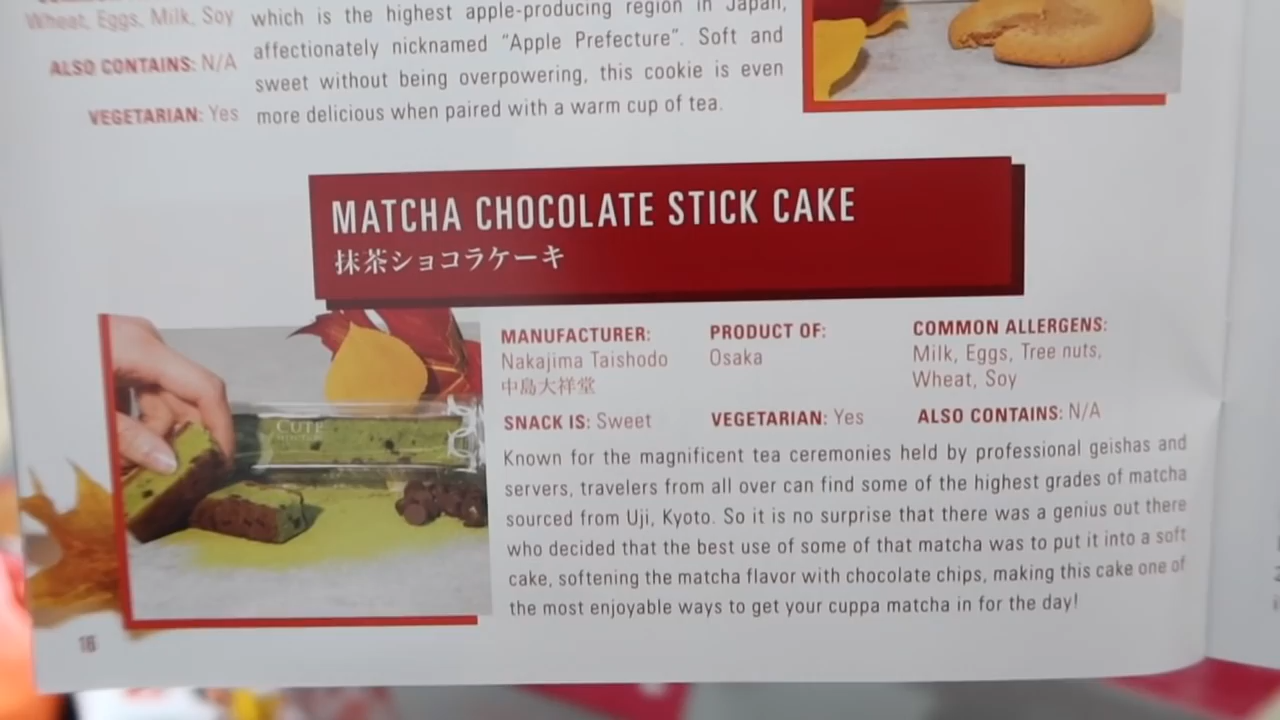 Wheat, Eggs, Milk, Soy
ALSO CONTAINS: N/A
VEGETARIAN: Yes
which is the highest apple-producing region in Japan,
affectionately nicknamed "Apple Prefecture". Soft and
sweet without being overpowering, this cookie is even
more delicious when paired with a warm cup of tea.
MATCHA CHOCOLATE STICK CAKE
抹茶ショコラケーキ
MANUFACTURER:
Nakajima Taishodo
中島大祥堂
PRODUCT OF:
Osaka
COMMON ALLERGENS:
Milk, Eggs, Tree nuts,
Wheat, Soy
SNACK IS: Sweet
VEGETARIAN: Yes
ALSO CONTAINS: N/A
CUTE
Known for the magnificent tea ceremonies held by professional geishas and
servers, travelers from all over can find some of the highest grades of matcha
sourced from Uji, Kyoto. So it is no surprise that there was a genius out there
who decided that the best use of some of that matcha was to put it into a soft
cake, softening the matcha flavor with chocolate chips, making this cake one of
the most enjoyable ways to get your cuppa matcha in for the day!
16